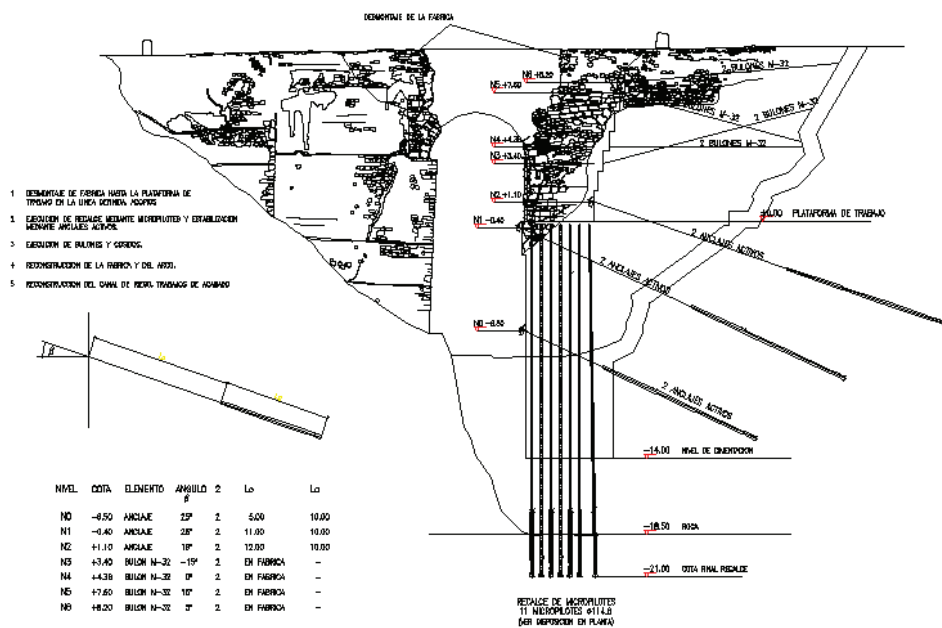 DESMONTAJE DE LA FABRICA
2 BULONES M-32
N6 +8.20
N5 +7.60
BULONES M-32
2 BULONES M-32
2 BULONES M-32
N4 +4.38
N3 +3.40
N2 +1.10
N1 -0.40
±0.00 PLATAFORMA DE TRABAJO
2 ANCLAJES ACTIVOS
2 ANCLAJES ACTIVOS
N0 -6.50
2 ANCLAJES ACTIVOS
1 DESMONTAJE DE FABRICA HASTA LA PLATAFORMA DE
TRABAJO EN LA LINEA DEFINIDA ACOPIOS
2 EJECUCION DE RECALCE MEDIANTE MICROPILOTES Y ESTABILIZACION
MEDIANTE ANCLAJES ACTIVOS.
3 EJECUCION DE BULONES Y COSIDOS.
4 RECONSTRUCCION DE LA FABRICA Y DEL ARCO.
5 RECONSTRUCCION DEL CANAL DE RIEGO. TRABAJOS DE ACABADO
β
-14.00 NIVEL DE CIMENTACION
-18.50 ROCA
-21.00 COTA FINAL RECALCE
NIVEL COTA ELEMENTO ANGULO β 2 Lo La
N0 -6.50 ANCLAJE 25° 2 5.00 10.00
N1 -0.40 ANCLAJE 26° 2 11.00 10.00
N2 +1.10 ANCLAJE 18° 2 12.00 10.00
N3 +3.40 BULON M-32 -15° 2 EN FABRICA -
N4 +4.38 BULON M-32 0° 2 EN FABRICA -
N5 +7.60 BULON M-32 16° 2 EN FABRICA -
N6 +8.20 BULON M-32 5° 2 EN FABRICA -
RECALCE DE MICROPILOTES
11 MICROPILOTES ø114.8
(VER DISPOSICION EN PLANTA)